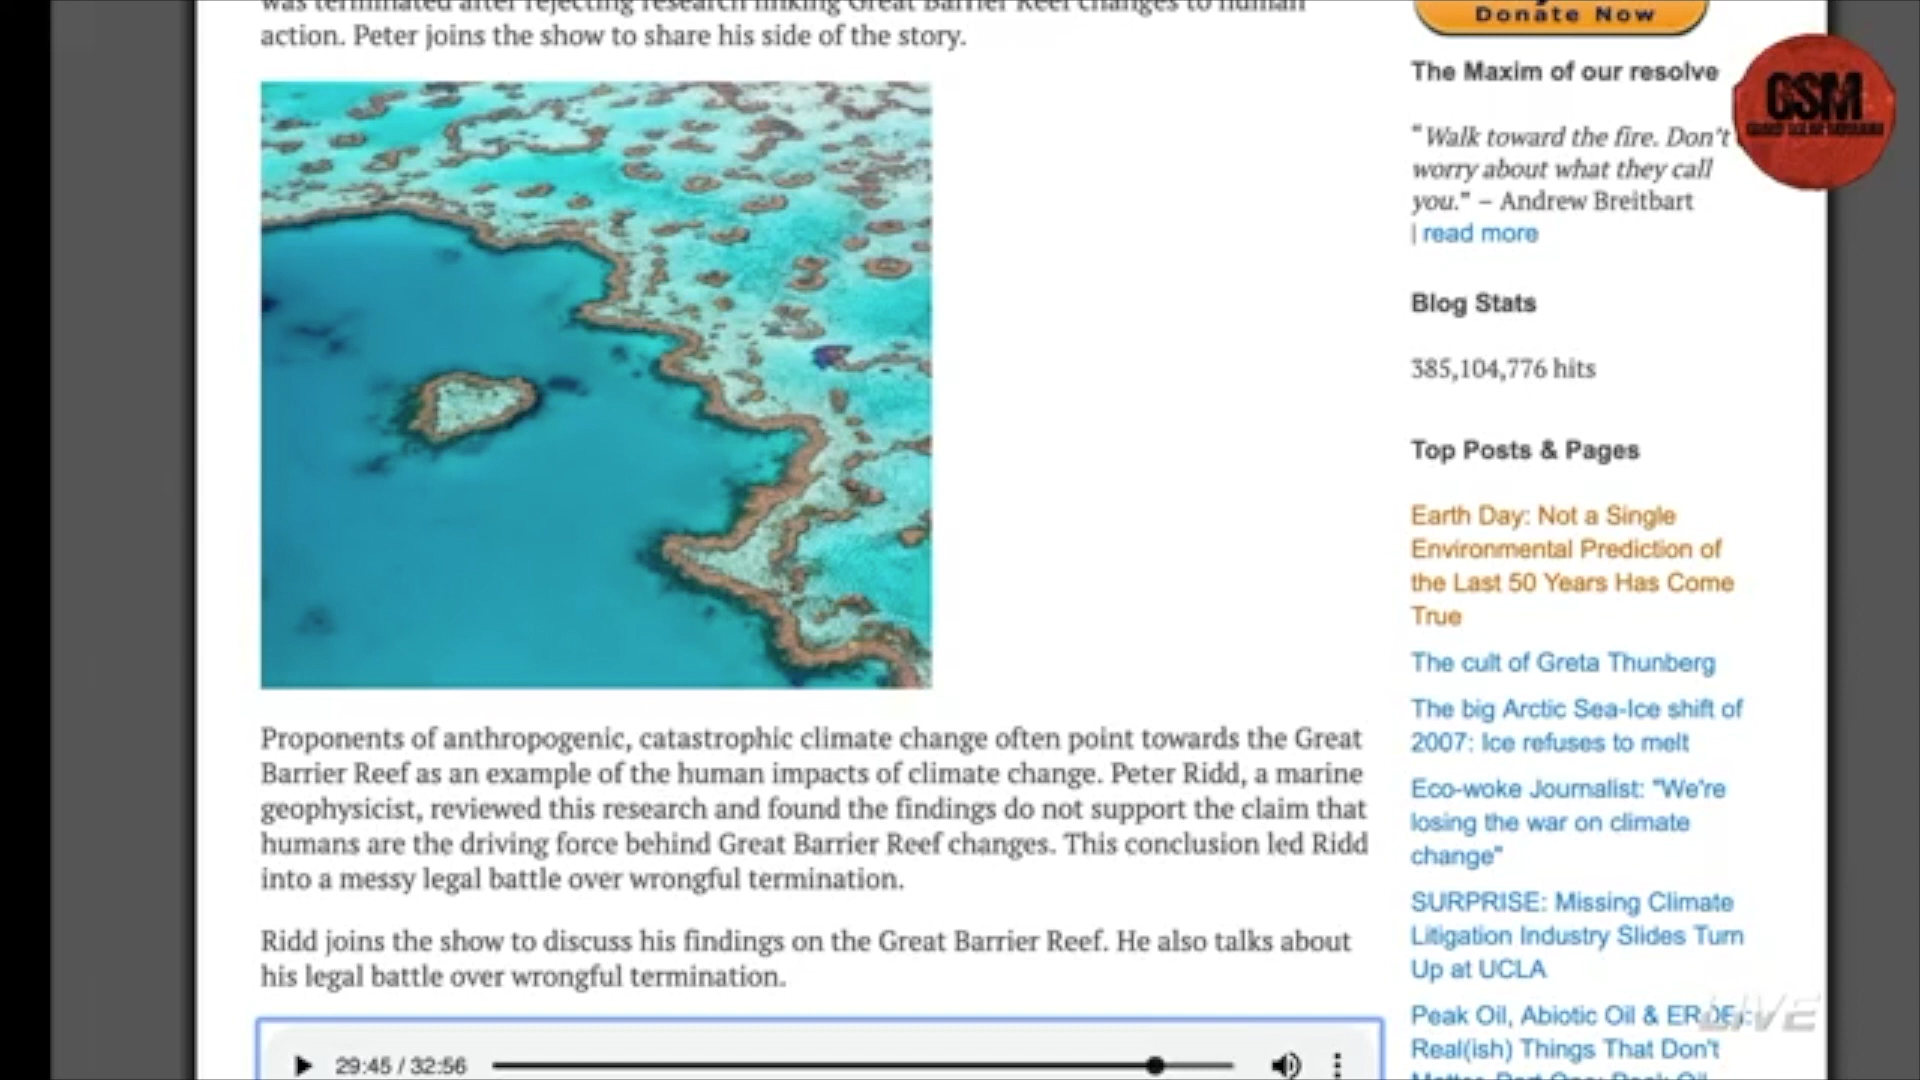 was terminated after rejecting research linking Great Barrier Reef changes to human
action. Peter joins the show to share his side of the story.
Proponents of anthropogenic, catastrophic climate change often point towards the Great
Barrier Reef as an example of the human impacts of climate change. Peter Ridd, a marine
geophysicist, reviewed this research and found the findings do not support the claim that
humans are the driving force behind Great Barrier Reef changes. This conclusion led Ridd
into a messy legal battle over wrongful termination.
Ridd joins the show to discuss his findings on the Great Barrier Reef. He also talks about
his legal battle over wrongful termination.
29:45 / 32:56
Donate Now
The Maxim of our resolve
"Walk toward the fire. Don't
worry about what they call
you." – Andrew Breitbart
| read more
Blog Stats
385,104,776 hits
Top Posts & Pages
Earth Day: Not a Single
Environmental Prediction of
the Last 50 Years Has Come
True
The cult of Greta Thunberg
The big Arctic Sea-Ice shift of
2007: Ice refuses to melt
Eco-woke Journalist: "We're
losing the war on climate
change"
SURPRISE: Missing Climate
Litigation Industry Slides Turn
Up at UCLA
Peak Oil, Abiotic Oil & EROEI:
Real(ish) Things That Don't
Matter, Part One: Peak Oil
GSM
LIVE